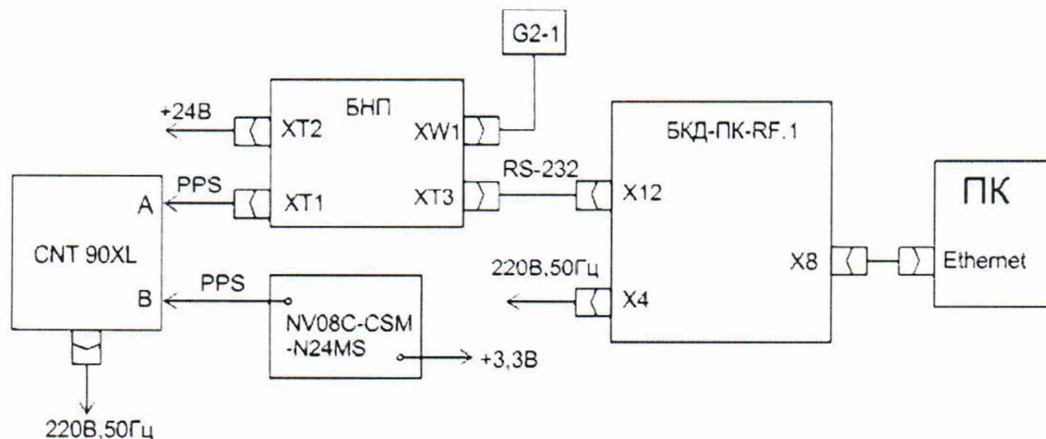 G2-1
БНП
+24В
XT2
XW1
БКД-ПК-RF.1
RS-232
ПК
PPS
XT1
XT3
X12
A
CNT 90XL
220В,50Гц
X8
Ethernet
B
PPS
X4
NV08C-CSM
-N24MS
+3,3В
220В,50Гц